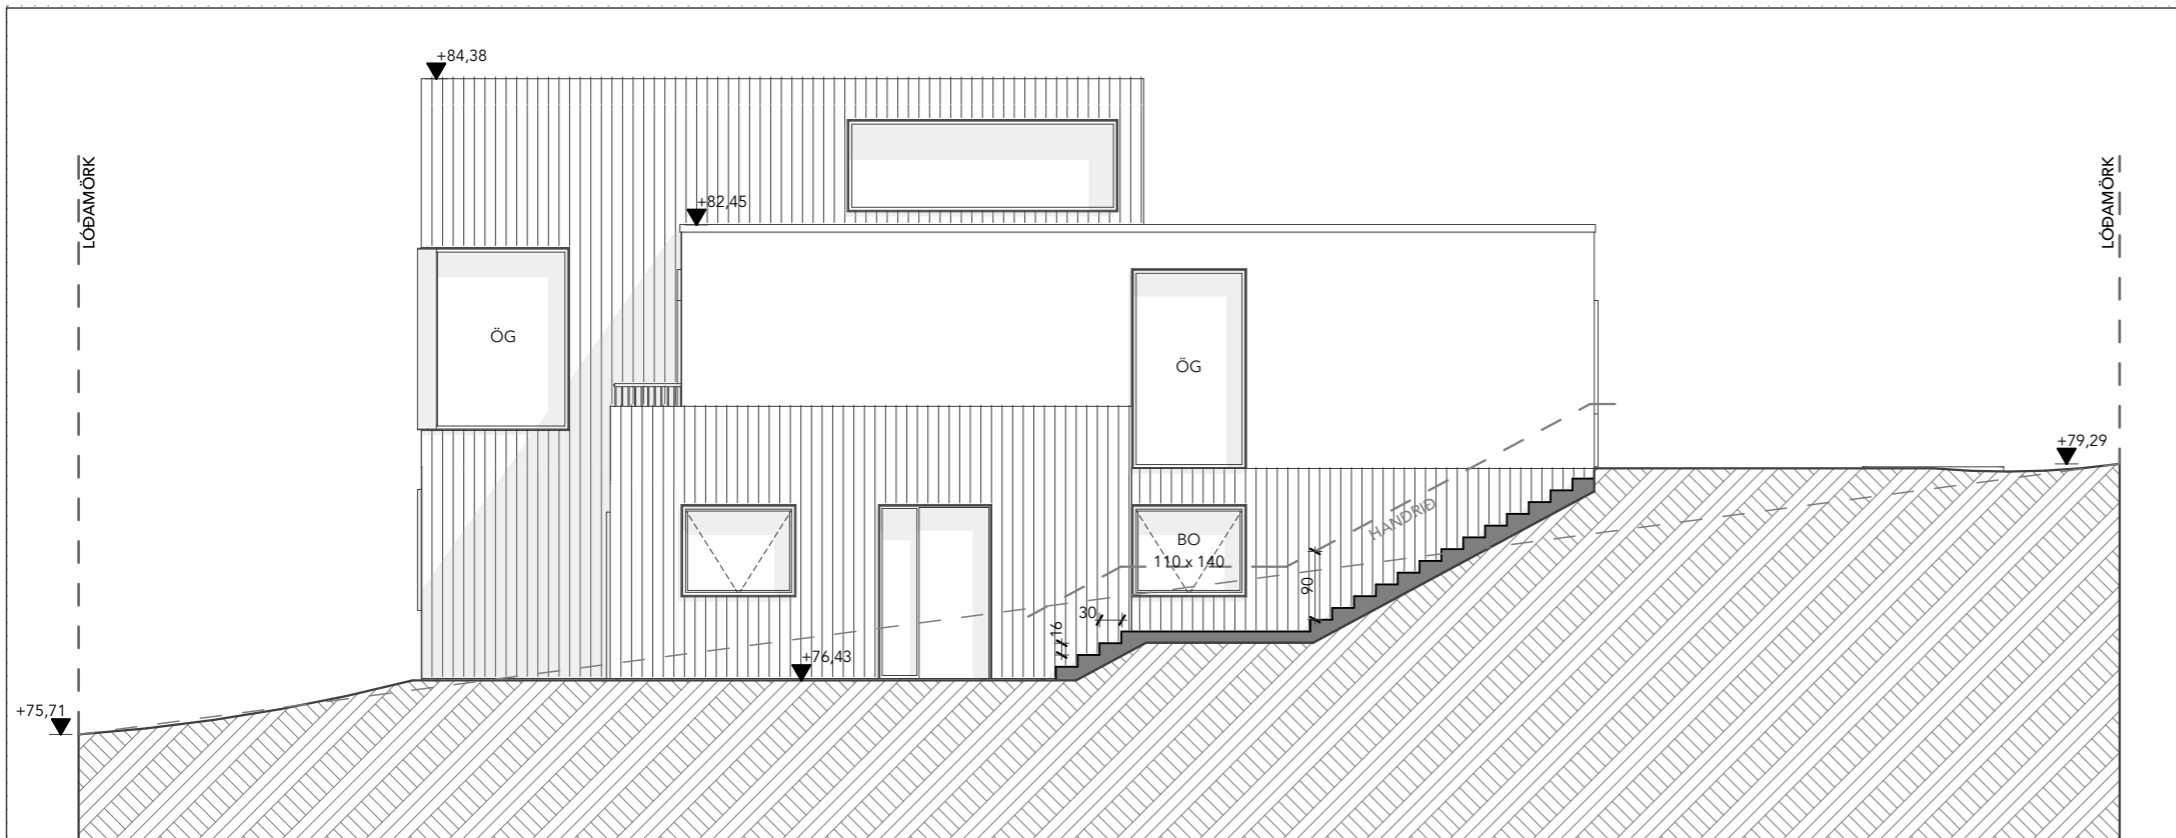 +84,38
LÓÐAMÖRK
LÓÐAMÖRK
+82,45
ÖG
ÖG
+79,29
HANDRIÐ
BO
110 x 140
90
30
16
+76,43
+75,71